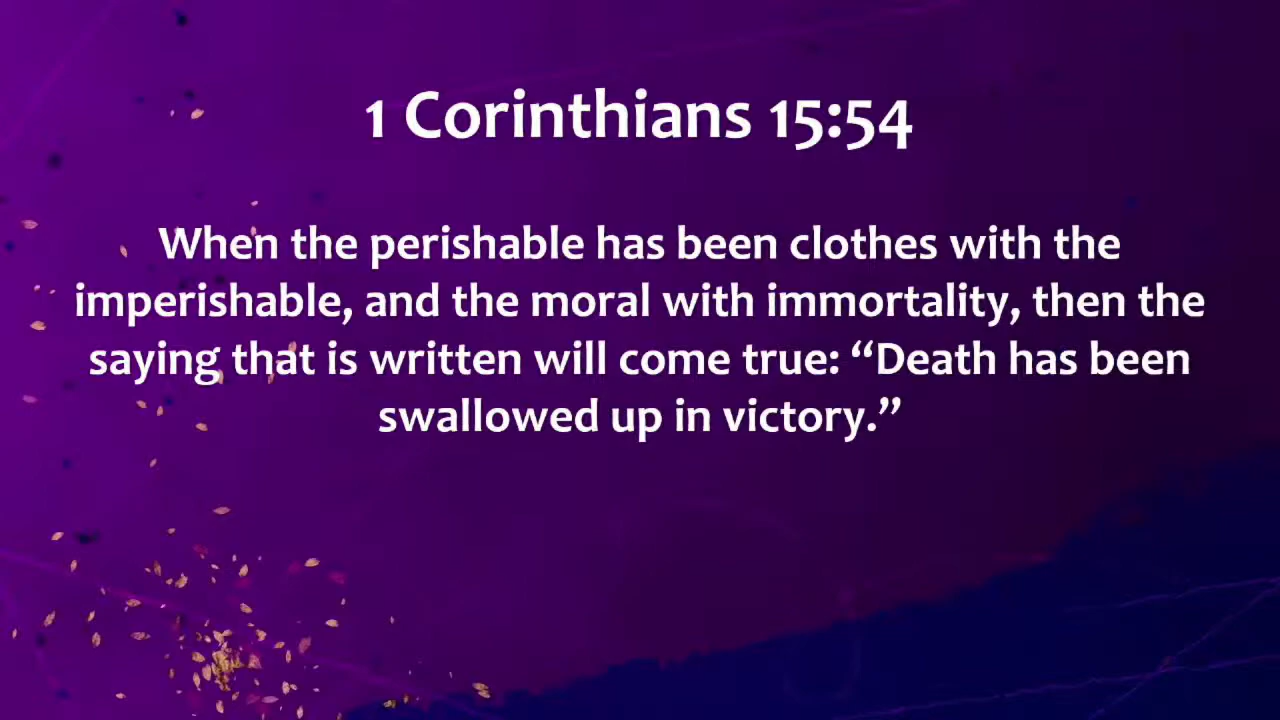 1 Corinthians 15:54
When the perishable has been clothes with the
imperishable, and the moral with immortality, then the
saying that is written will come true: “Death has been
swallowed up in victory.”